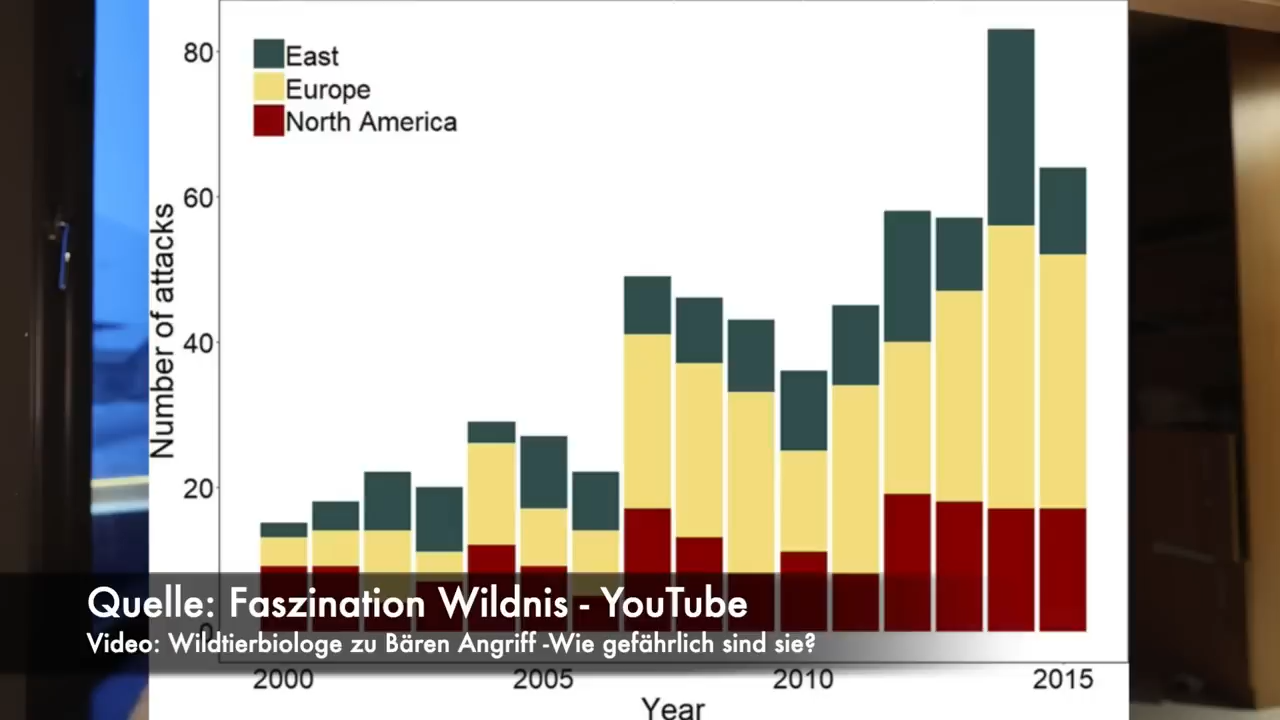 80
East
Europe
North America
60
40
20
0
Number of attacks
Quelle: Faszination Wildnis - YouTube
Video: Wildtierbiologe zu Bären Angriff -Wie gefährlich sind sie?
2000 2005 2010 2015
Year